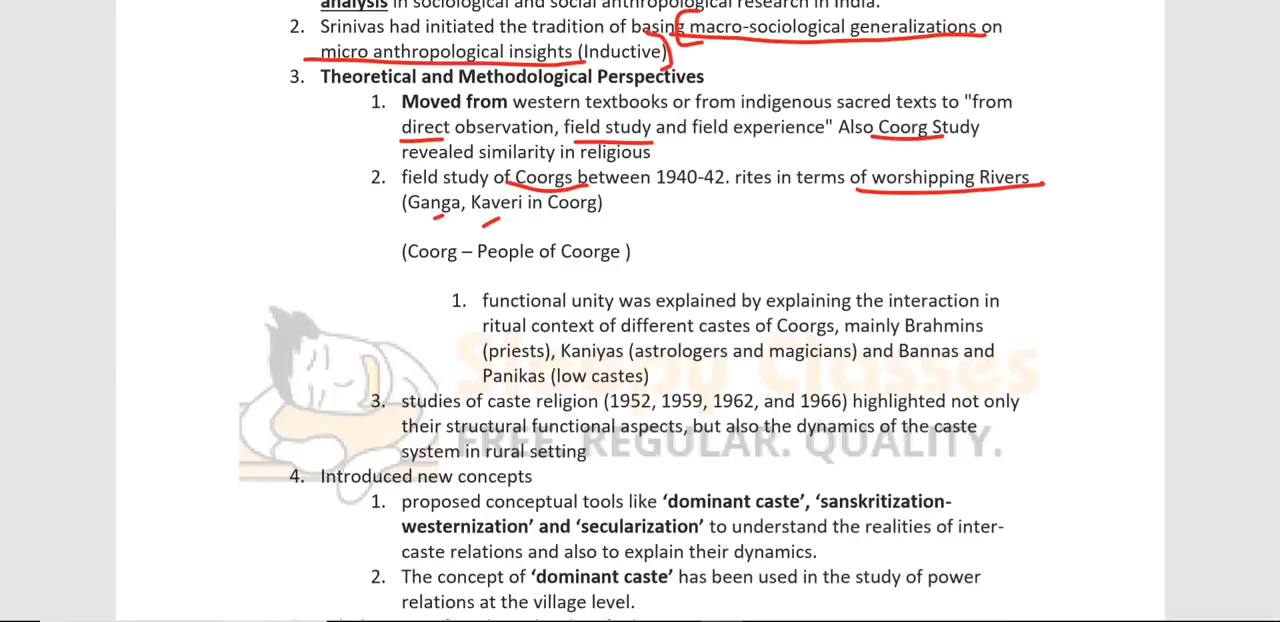 analysis in sociological and social anthropological research in India.
2. Srinivas had initiated the tradition of basing macro-sociological generalizations on
micro anthropological insights (Inductive)
3. Theoretical and Methodological Perspectives
1. Moved from western textbooks or from indigenous sacred texts to "from
direct observation, field study and field experience" Also Coorg Study
revealed similarity in religious
2. field study of Coorgs between 1940-42. rites in terms of worshipping Rivers
(Ganga, Kaveri in Coorg)
(Coorg – People of Coorge )
1. functional unity was explained by explaining the interaction in
ritual context of different castes of Coorgs, mainly Brahmins
(priests), Kaniyas (astrologers and magicians) and Bannas and
Panikas (low castes)
Sleepy Classes
3. studies of caste religion (1952, 1959, 1962, and 1966) highlighted not only
their structural functional aspects, but also the dynamics of the caste
FREE. REGULAR. QUALITY.
system in rural setting
4. Introduced new concepts
1. proposed conceptual tools like ‘dominant caste’, ‘sanskritization-
westernization’ and ‘secularization’ to understand the realities of inter-
caste relations and also to explain their dynamics.
2. The concept of ‘dominant caste’ has been used in the study of power
relations at the village level.